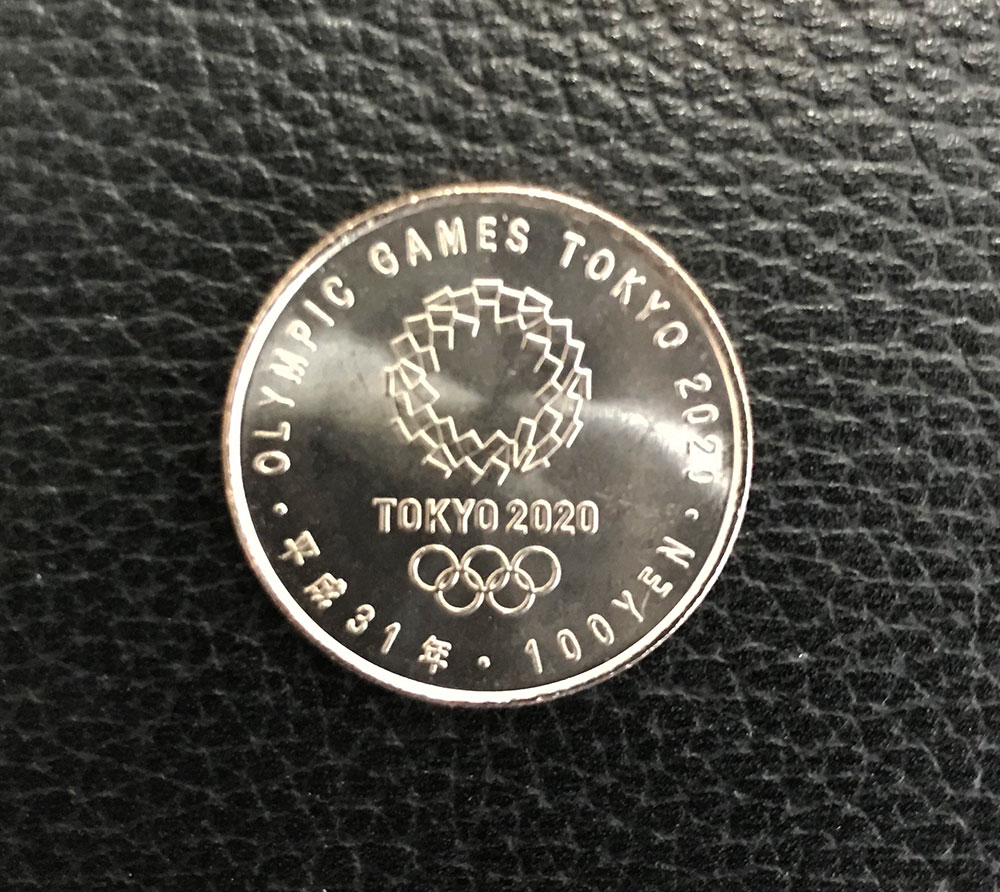 OLYMPIC GAMES TOKYO 2020
TOKYO 2020
平成31年・100YEN